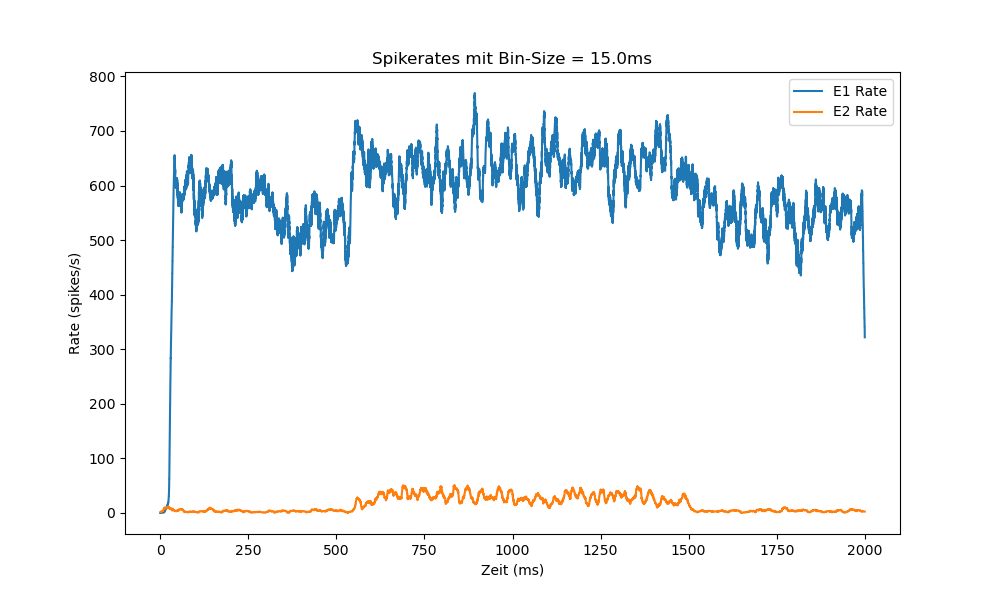 Spikerates mit Bin-Size = 15.0ms
E1 Rate
E2 Rate
800
700
600
500
400
300
200
100
0
Rate (spikes/s)
0 250 500 750 1000 1250 1500 1750 2000
Zeit (ms)